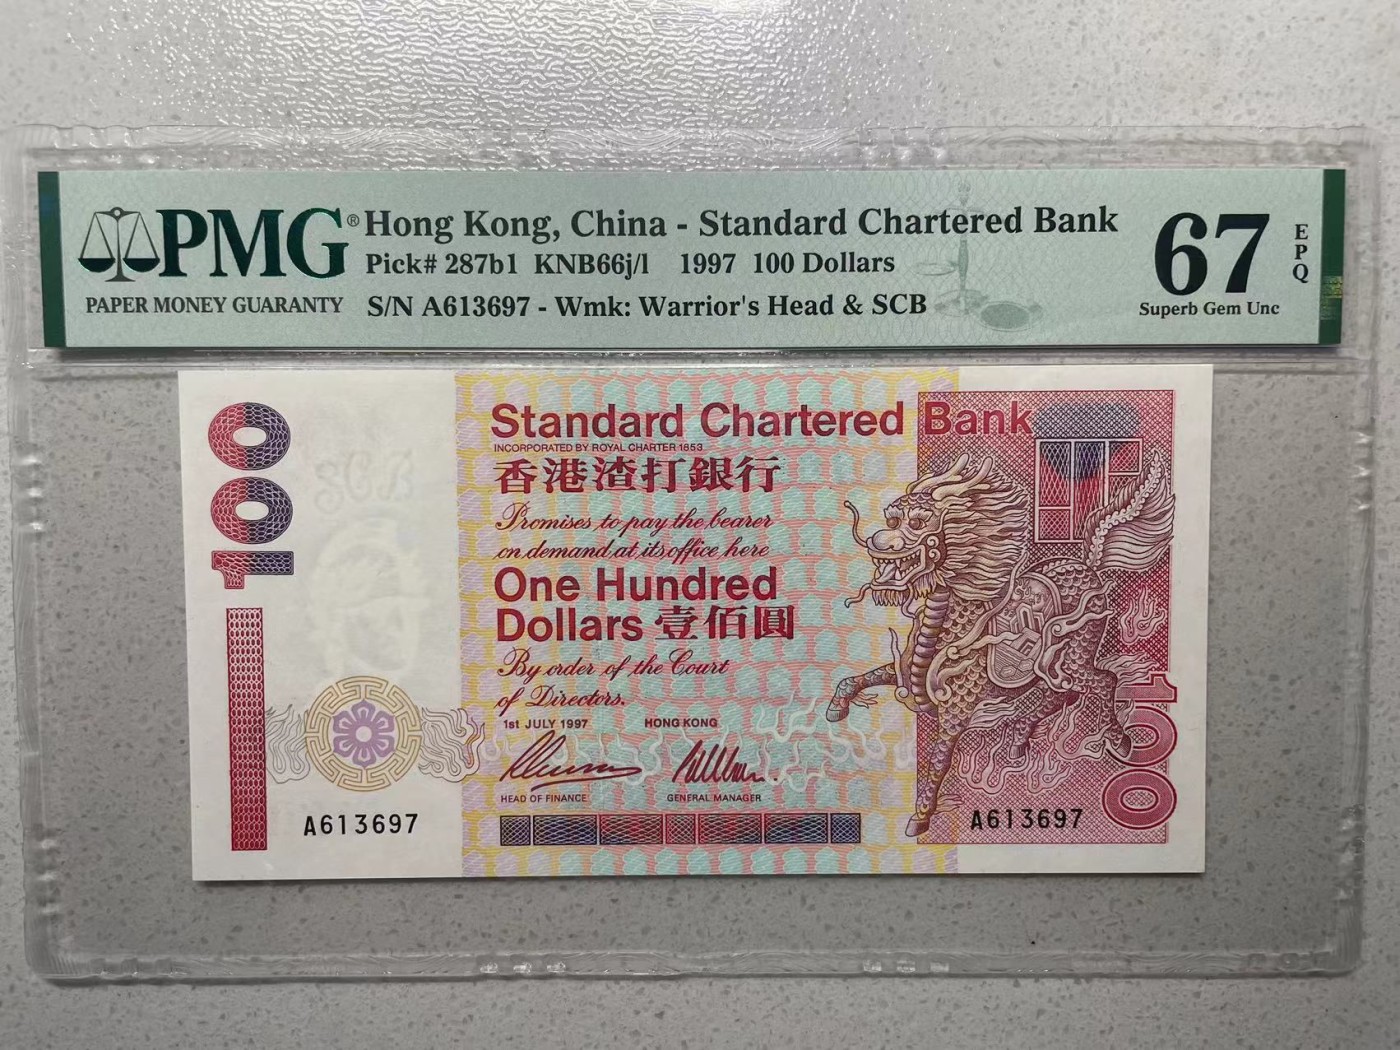 PMG®
PAPER MONEY GUARANTY
Hong Kong, China - Standard Chartered Bank
Pick# 287b1 KNB66j/l 1997 100 Dollars
S/N A613697 - Wmk: Warrior's Head & SCB
67
EPQ
Superb Gem Unc
100
Standard Chartered Bank
INCORPORATED BY ROYAL CHARTER 1853
香港渣打銀行
Promises to pay the bearer
on demand at its office here
One Hundred
Dollars 壹佰圓
By order of the Court
of Directors.
1st JULY 1997 HONG KONG
HEAD OF FINANCE GENERAL MANAGER
A613697
A613697
100